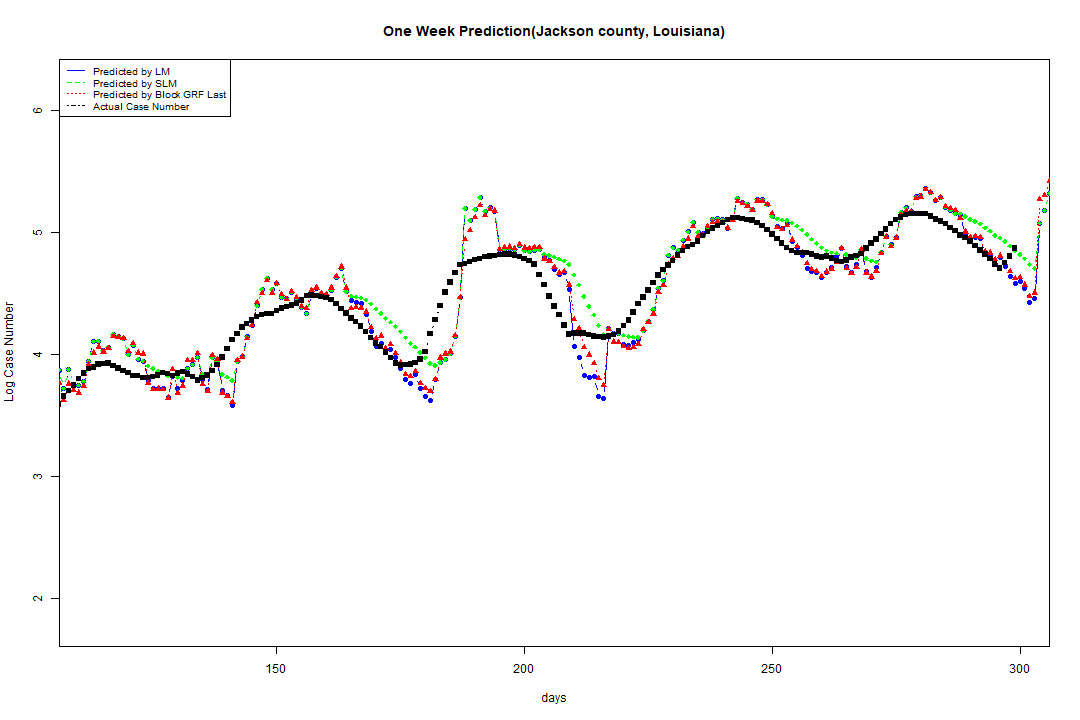 One Week Prediction(Jackson county, Louisiana)
Predicted by LM
Predicted by SLM
Predicted by Block GRF Last
Actual Case Number
6
5
4
3
2
Log Case Number
150
200
250
300
days